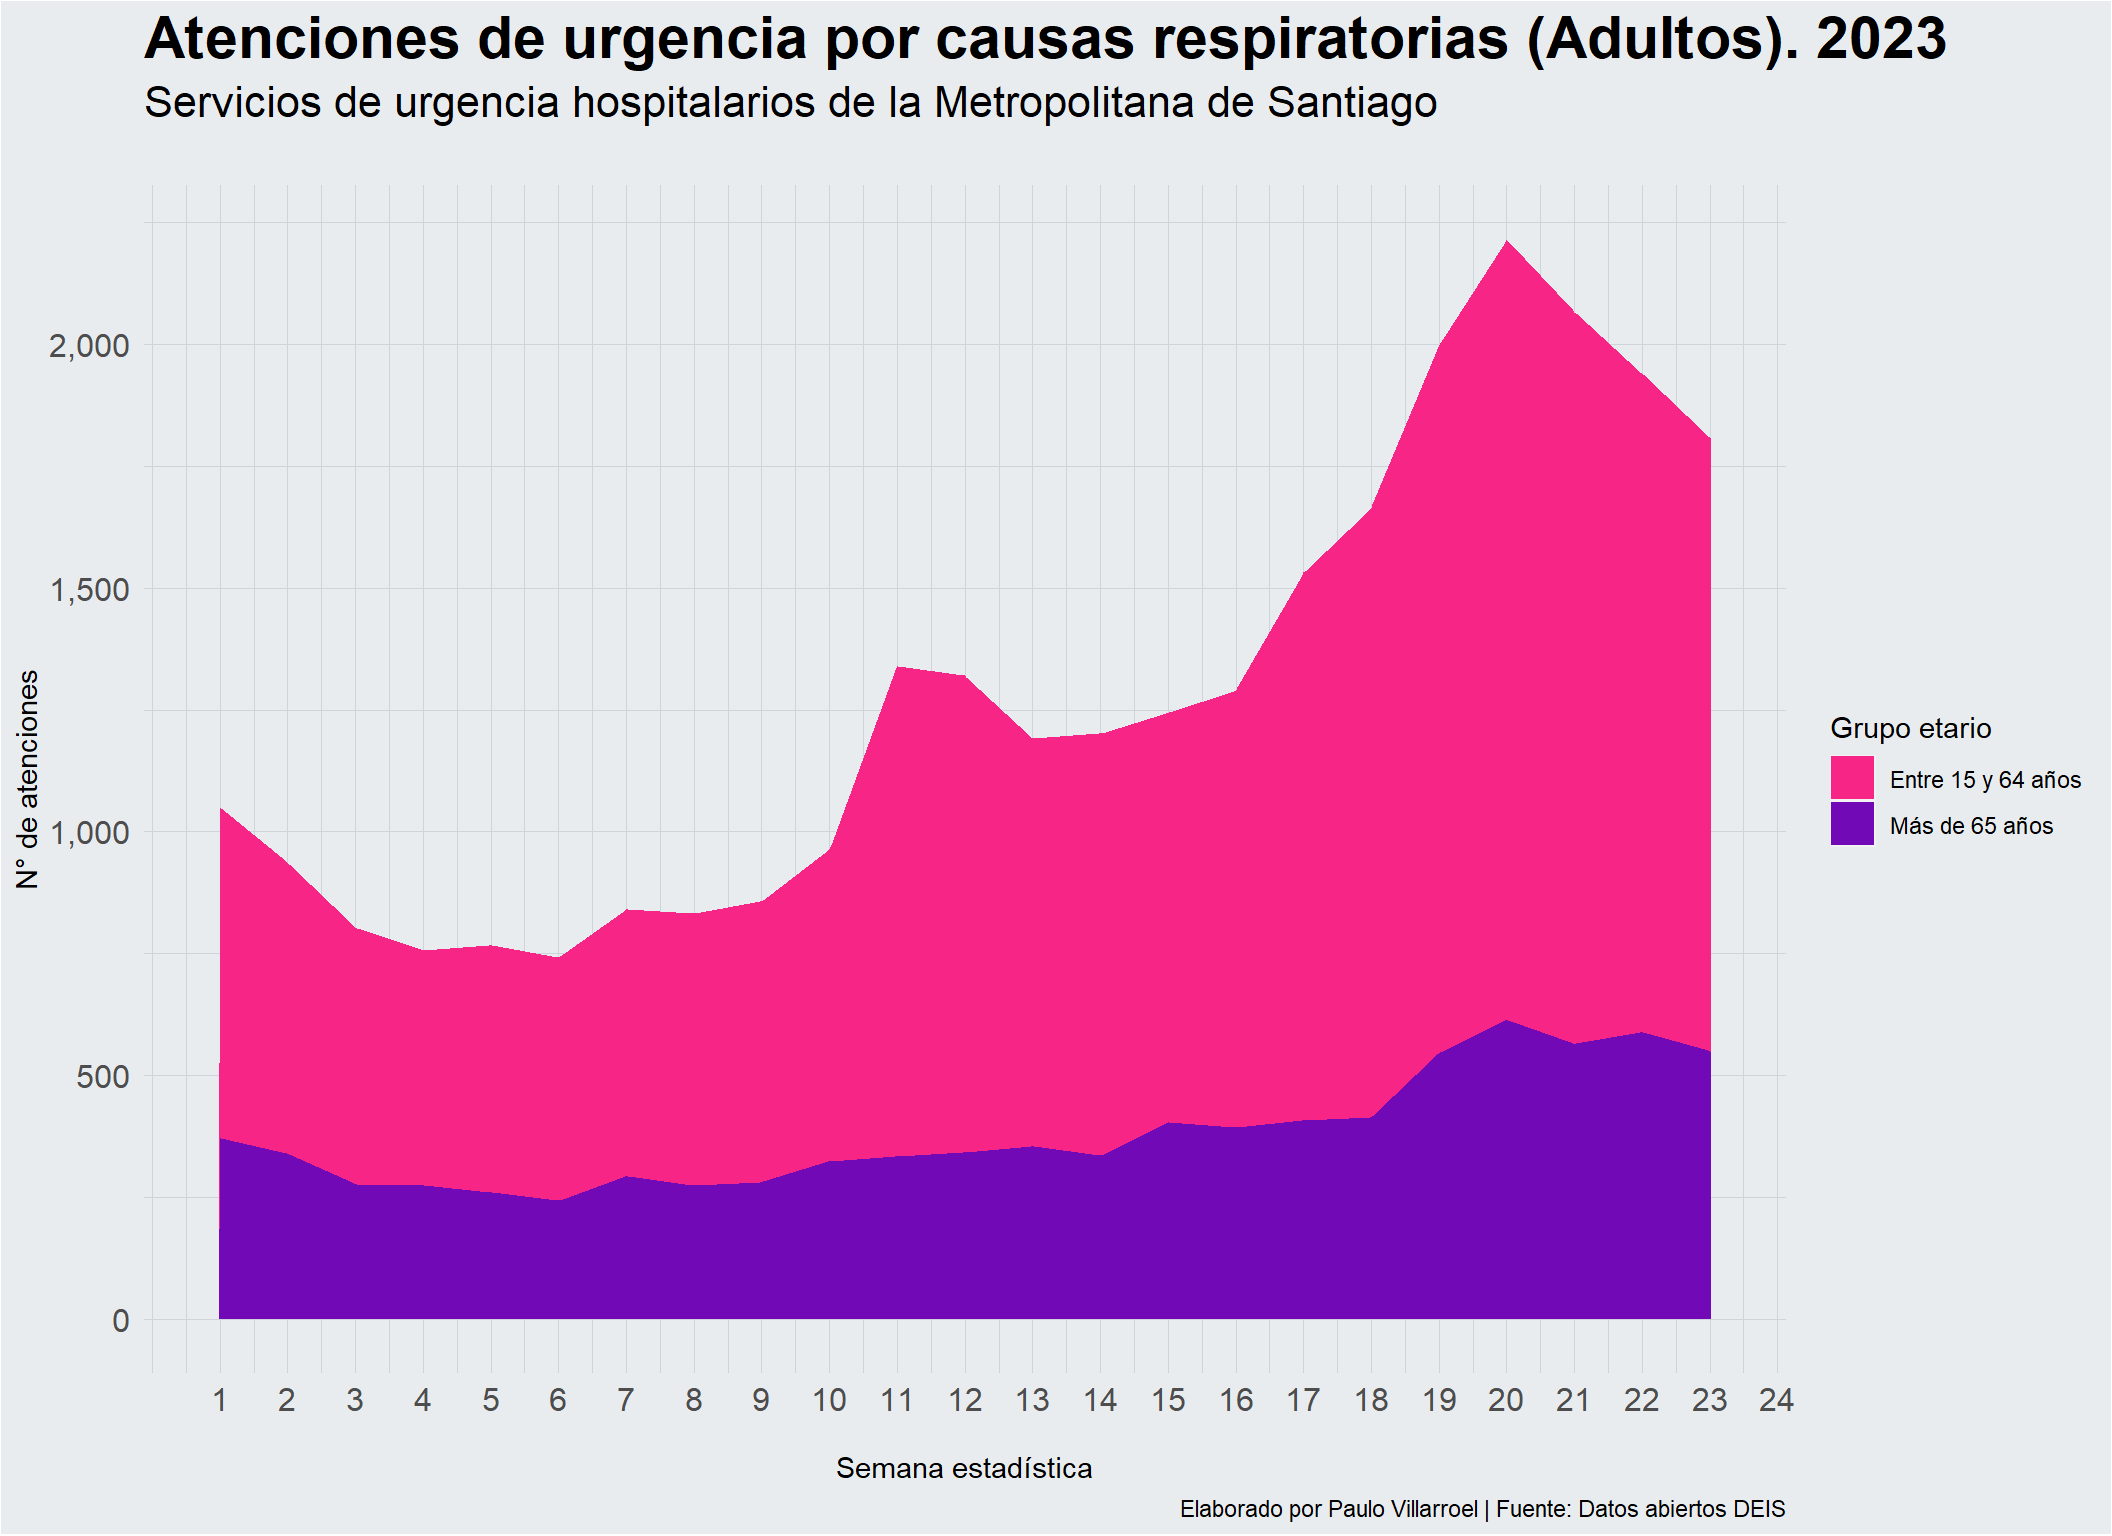 Atenciones de urgencia por causas respiratorias (Adultos). 2023
Servicios de urgencia hospitalarios de la Metropolitana de Santiago
N° de atenciones
2,000
1,500
1,000
500
0
1 2 3 4 5 6 7 8 9 10 11 12 13 14 15 16 17 18 19 20 21 22 23 24
Semana estadística
Grupo etario
Entre 15 y 64 años
Más de 65 años
Elaborado por Paulo Villarroel | Fuente: Datos abiertos DEIS